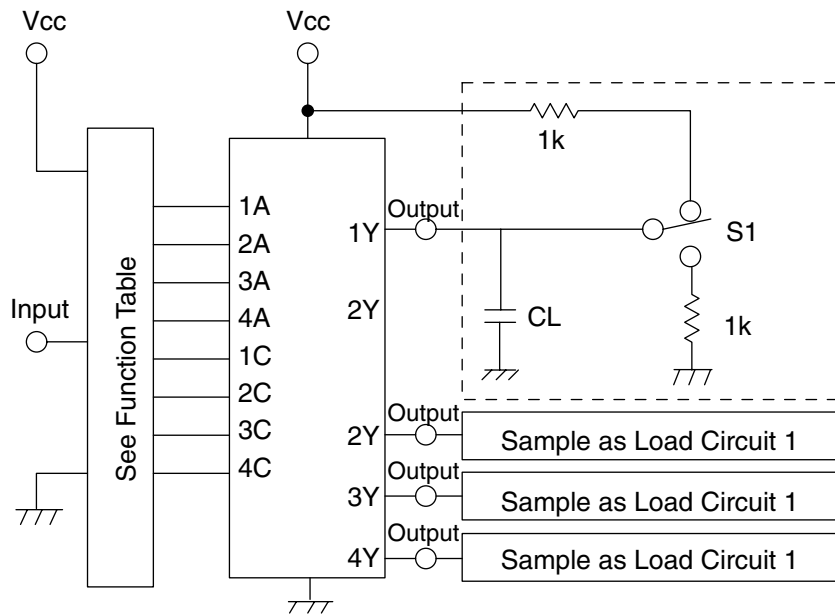 Vcc
Vcc
1k
Output
S1
1A
1Y
2A
3A
2Y
4A
CL
1k
Input
See Function Table
1C
2C
3C
4C
Output
2Y
Sample as Load Circuit 1
Output
3Y
Sample as Load Circuit 1
Output
4Y
Sample as Load Circuit 1